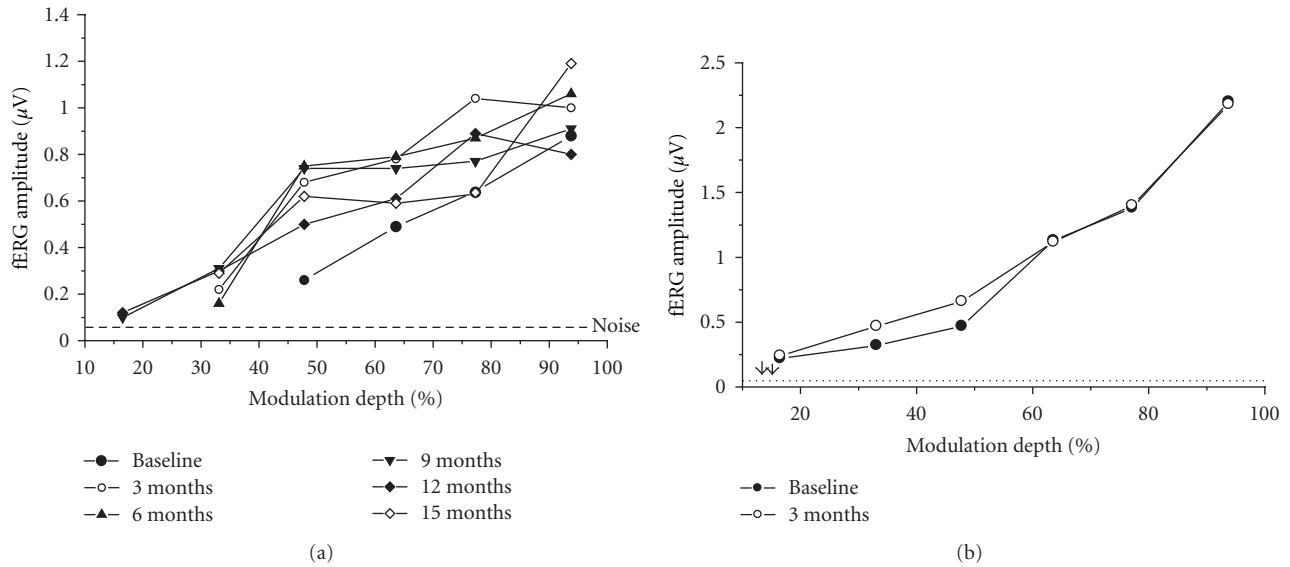 1.4
1.2
1
0.8
0.6
0.4
0.2
0
fERG amplitude (μV)
Noise
10 20 30 40 50 60 70 80 90 100
Modulation depth (%)
Baseline
3 months
6 months
9 months
12 months
15 months
(a)
2.5
2
1.5
1
0.5
0
fERG amplitude (μV)
20 40 60 80 100
Modulation depth (%)
Baseline
3 months
(b)